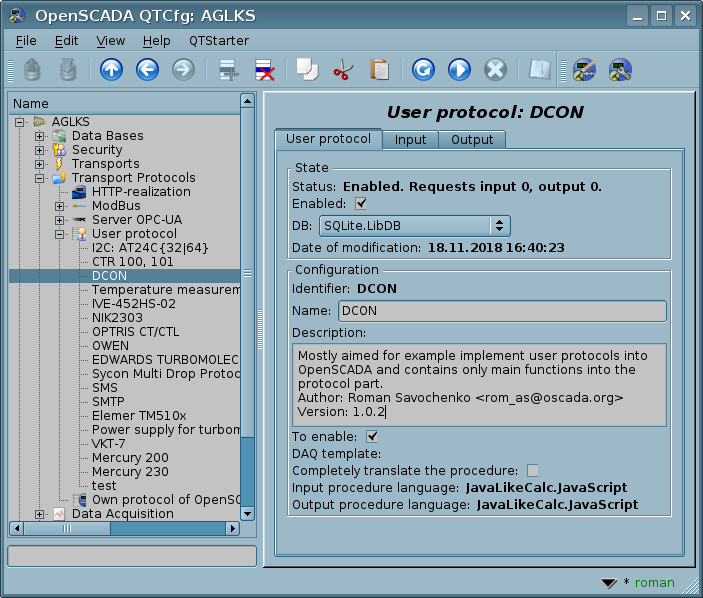 OpenSCADA QTCfg: AGLKS
File Edit View Help QTStarter
Name
AGLKS
Data Bases
Security
Transports
Transport Protocols
HTTP-realization
ModBus
Server OPC-UA
User protocol
I2C: AT24C{32|64}
CTR 100, 101
DCON
Temperature measurem
IVE-452HS-02
NIK2303
OPTRIS CT/CTL
OWEN
EDWARDS TURBOMOLEC
Sycon Multi Drop Protoc
SMS
SMTP
Elemer TM510x
Power supply for turbom
VKT-7
Mercury 200
Mercury 230
test
Own protocol of OpenSC
Data Acquisition
User protocol: DCON
User protocol Input Output
State
Status: Enabled. Requests input 0, output 0.
Enabled:
DB: SQLite.LibDB
Date of modification: 18.11.2018 16:40:23
Configuration
Identifier: DCON
Name: DCON
Description:
Mostly aimed for example implement user protocols into
OpenSCADA and contains only main functions into the
protocol part.
Author: Roman Savochenko <rom_as@oscada.org>
Version: 1.0.2
To enable:
DAQ template:
Completely translate the procedure:
Input procedure language: JavaLikeCalc.JavaScript
Output procedure language: JavaLikeCalc.JavaScript
* roman